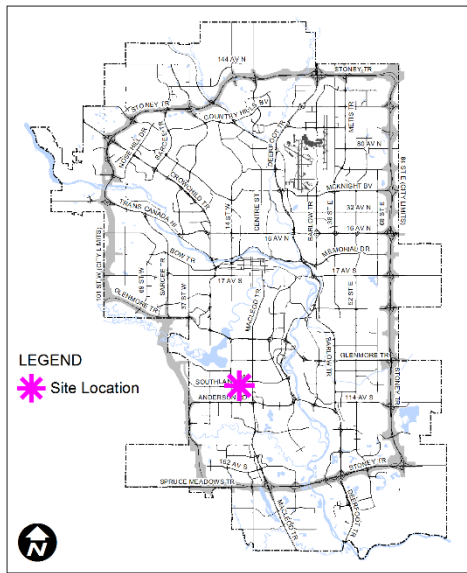 144 AV N
STONEY TR
STONEY TR
COUNTRY HILLS BV
METIS TR
NOSE HILL DR
SARCEE TR
DEERFOOT TR
80 AV N
CROWCHILD TR
14 ST W
CENTRE ST
BARLOW TR
36 ST E
MCKNIGHT BV
32 AV N
16 AV N
68 ST E
84 ST E (CITY LIMITS)
TRANS CANADA HI
16 AV N
MEMORIAL DR
101 ST W (CITY LIMITS)
69 ST W
SARCEE TR
BOW TR
37 ST W
17 AV S
MACLEOD TR
17 AV S
52 ST E
GLENMORE TR
BARLOW TR
GLENMORE TR
STONEY TR
LEGEND
Site Location
SOUTHLAND
ANDERSON
114 AV S
162 AV S
STONEY TR
SPRUCE MEADOWS TR
MACLEOD TR
DEERFOOT TR
N